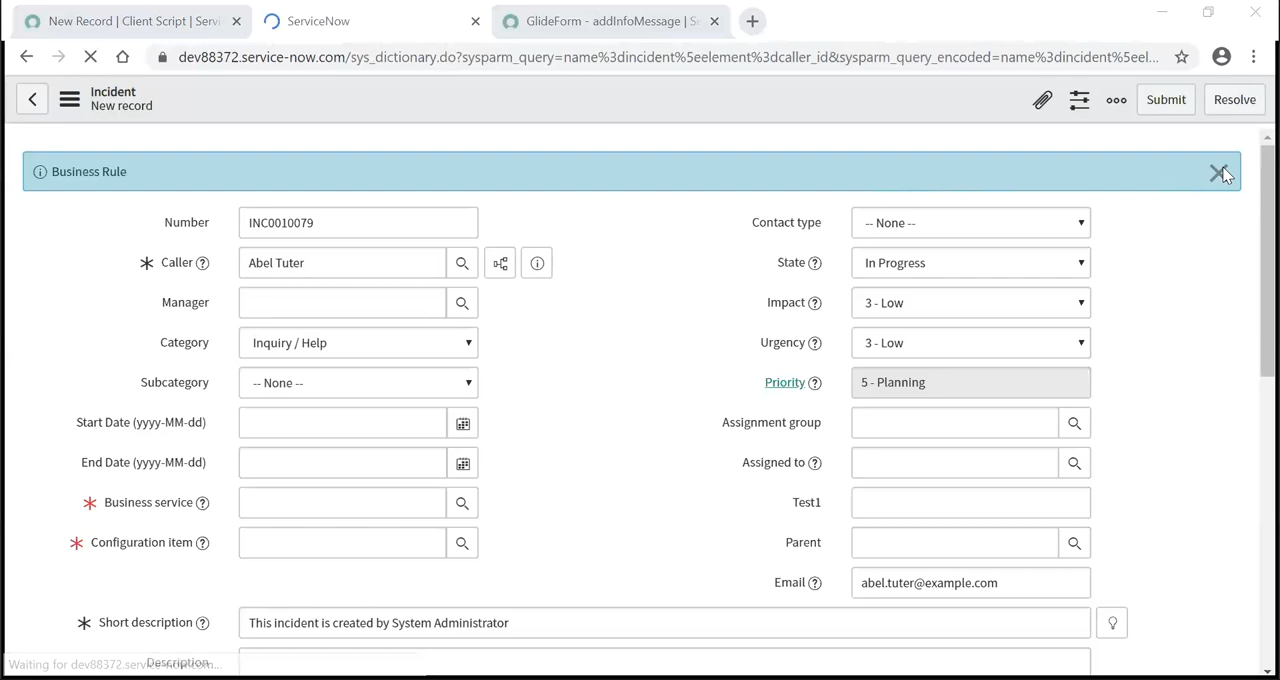 New Record | Client Script | Servi
ServiceNow
GlideForm - addInfoMessage | Se
dev88372.service-now.com/sys_dictionary.do?sysparm_query=name%3dincident%5eelement%3dcaller_id&sysparm_query_encoded=name%3dincident%5eel...
Incident
New record
Submit
Resolve
Business Rule
Number
INC0010079
Contact type
-- None --
Caller
Abel Tuter
State
In Progress
Manager
Impact
3 - Low
Category
Inquiry / Help
Urgency
3 - Low
Subcategory
-- None --
Priority
5 - Planning
Start Date (yyyy-MM-dd)
Assignment group
End Date (yyyy-MM-dd)
Assigned to
Business service
Test1
Configuration item
Parent
Email
abel.tuter@example.com
Short description
This incident is created by System Administrator
Description
Waiting for dev88372.service-now.com...